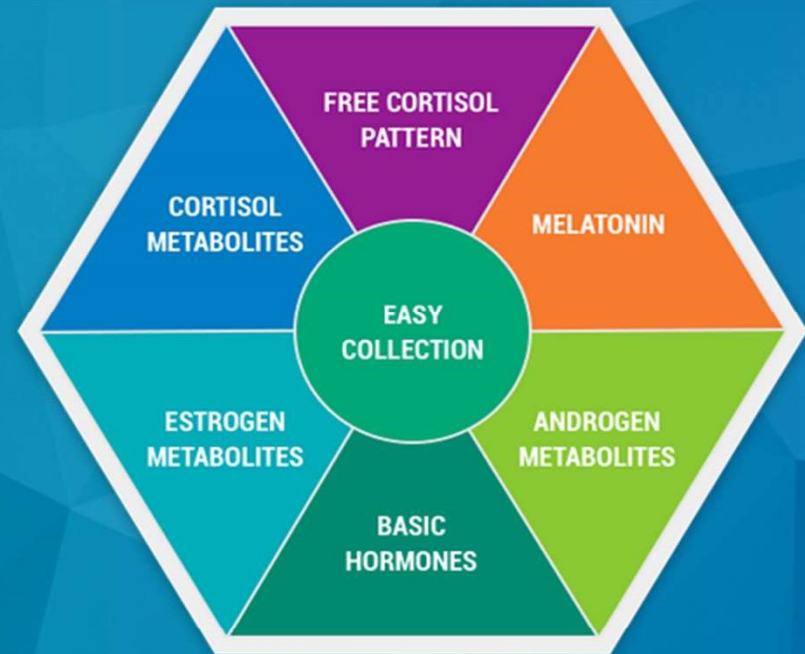 FREE CORTISOL
PATTERN
MELATONIN
CORTISOL
METABOLITES
EASY
COLLECTION
ESTROGEN
METABOLITES
ANDROGEN
METABOLITES
BASIC
HORMONES